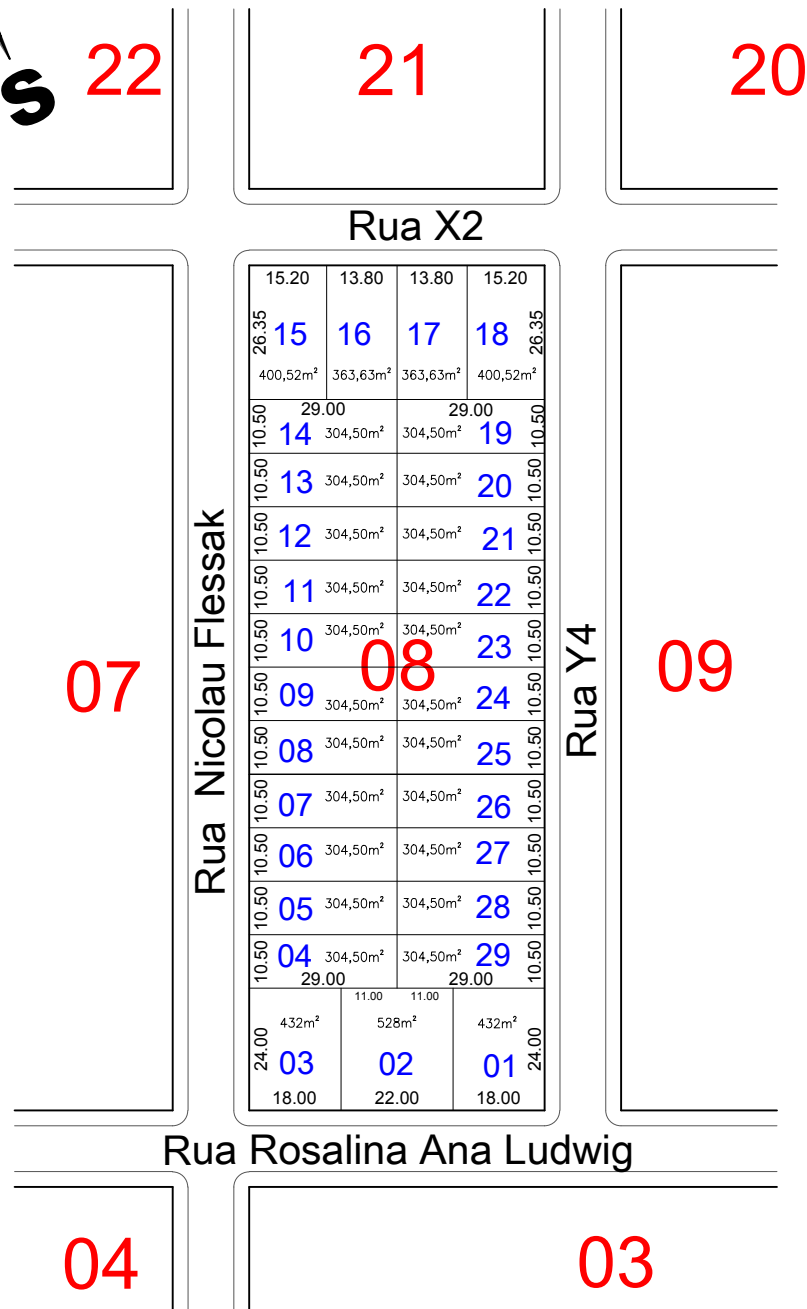 S
22
21
20
Rua X2
15.20 13.80 13.80 15.20
26.35 15 16 17 18 26.35
400,52m² 363,63m² 363,63m² 400,52m²
29.00 29.00
10.50 14 304,50m² 304,50m² 19 10.50
10.50 13 304,50m² 304,50m² 20 10.50
10.50 12 304,50m² 304,50m² 21 10.50
10.50 11 304,50m² 304,50m² 22 10.50
10.50 10 304,50m² 304,50m² 23 10.50
07
08
09
Rua Nicolau Flessak
Rua Y4
10.50 09 304,50m² 304,50m² 24 10.50
10.50 08 304,50m² 304,50m² 25 10.50
10.50 07 304,50m² 304,50m² 26 10.50
10.50 06 304,50m² 304,50m² 27 10.50
10.50 05 304,50m² 304,50m² 28 10.50
10.50 04 304,50m² 304,50m² 29 10.50
29.00 29.00
11.00 11.00
432m² 528m² 432m²
24.00 03 02 01 24.00
18.00 22.00 18.00
Rua Rosalina Ana Ludwig
04
03